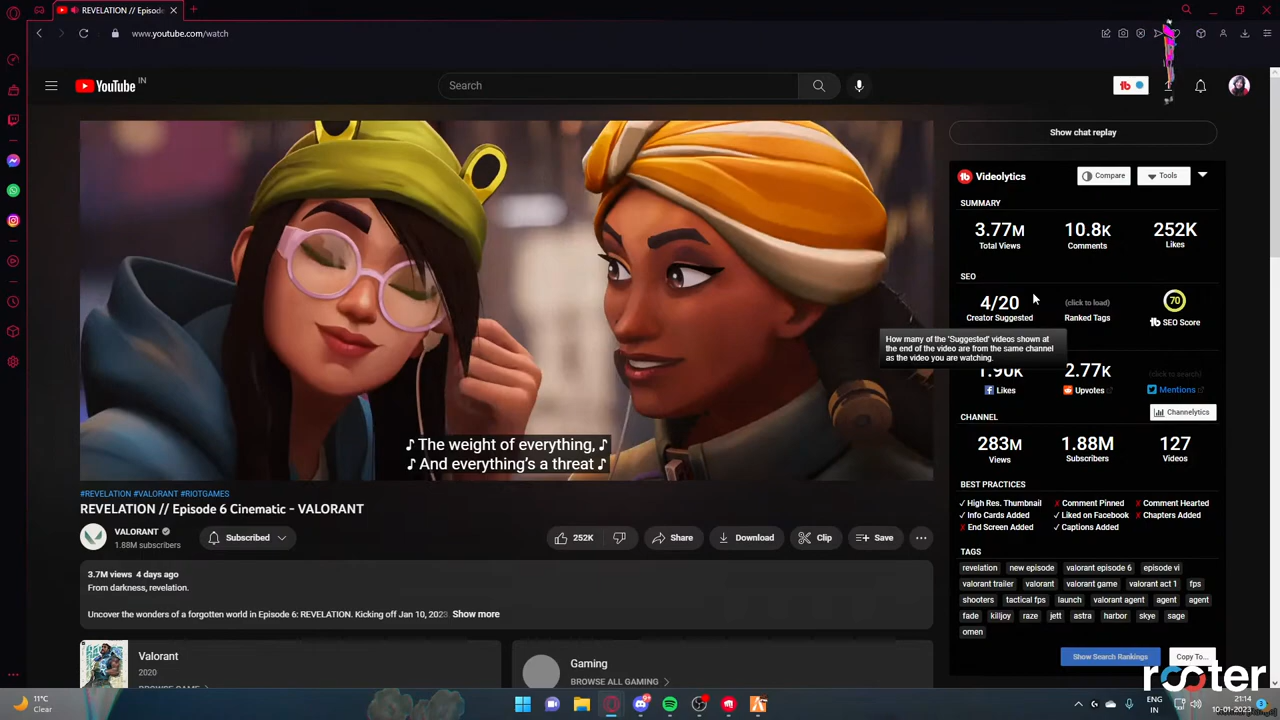 REVELATION // Episod
www.youtube.com/watch
YouTube IN
Search
Show chat replay
Videolytics
Compare
Tools
SUMMARY
3.77M
10.8K
252K
Total Views
Comments
Likes
SEO
4/20
(click to load)
70
Creator Suggested
Ranked Tags
SEO Score
How many of the 'Suggested' videos shown at
the end of the video are from the same channel
as the video you are watching.
1.90K
2.77K
(click to search)
Likes
Upvotes
Mentions
CHANNEL
Channelytics
283M
1.88M
127
Views
Subscribers
Videos
BEST PRACTICES
✓ High Res. Thumbnail
✗ Comment Pinned
✗ Comment Hearted
✓ Info Cards Added
✓ Liked on Facebook
✗ Chapters Added
✗ End Screen Added
✓ Captions Added
TAGS
revelation new episode valorant episode 6 episode vi
valorant trailer valorant valorant game valorant act 1 fps
shooters tactical fps launch valorant agent agent agent
fade killjoy raze jett astra harbor skye sage
omen
Show Search Rankings
Copy To...
♪ The weight of everything, ♪
♪ And everything's a threat ♪
#REVELATION #VALORANT #RIOTGAMES
REVELATION // Episode 6 Cinematic - VALORANT
VALORANT
1.88M subscribers
Subscribed
252K
Share
Download
Clip
Save
3.7M views 4 days ago
From darkness, revelation.
Uncover the wonders of a forgotten world in Episode 6: REVELATION. Kicking off Jan 10, 2023 Show more
Valorant
2020
BROWSE GAME
Gaming
BROWSE ALL GAMING
rooter
11°C
Clear
ENG
IN
21:14
10-01-2023